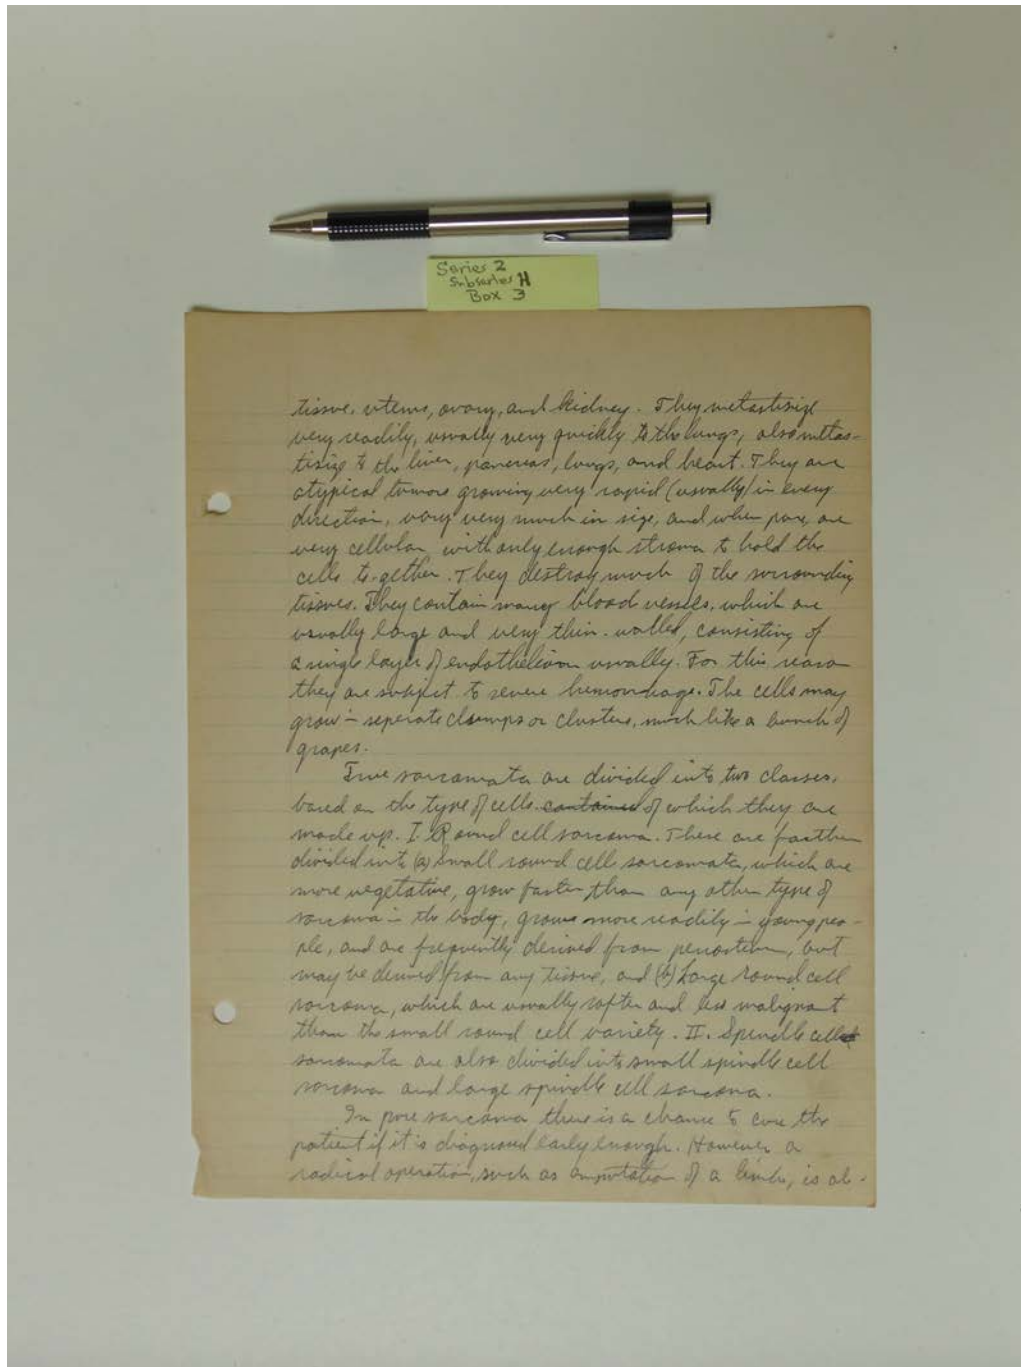 Series 2
Subseries H
Box 3
tissue, uterus, ovary, and kidney. They metastisize
very readily, usually very quickly to the lungs, also metas-
tisize to the liver, pancreas, lungs, and heart. They are
atypical tumors growing very rapid (usually) in every
direction, vary very much in size, and when pure, are
very cellular with only enough stroma to hold the
cells to-gether. They destroy much of the surrounding
tissues. They contain many blood vessels, which are
usually large and very thin-walled, consisting of
a single layer of endothelium usually. For this reason
they are subject to severe hemorrhage. The cells may
grow in seperate clumps or clusters, much like a bunch of
grapes.
True sarcomata are divided into two classes,
based on the type of cells contained of which they are
made up. I Round cell sarcoma. These are farther
divided into (a) Small round cell sarcomata, which are
more vegetative, grow faster than any other type of
sarcoma in the body, grows more readily in young peo-
ple, and are frequently derived from periosteum, but
may be derived from any tissue, and (b) Large round cell
sarcoma, which are usually softer and less malignant
than the small round cell variety. II. Spindle cell
sarcomata are also divided into small spindle cell
sarcoma and large spindle cell sarcoma.
In pure sarcoma there is a chance to cure the
patient if it is diagnosed early enough. However a
radical operation, such as amputation of a limb, is al-